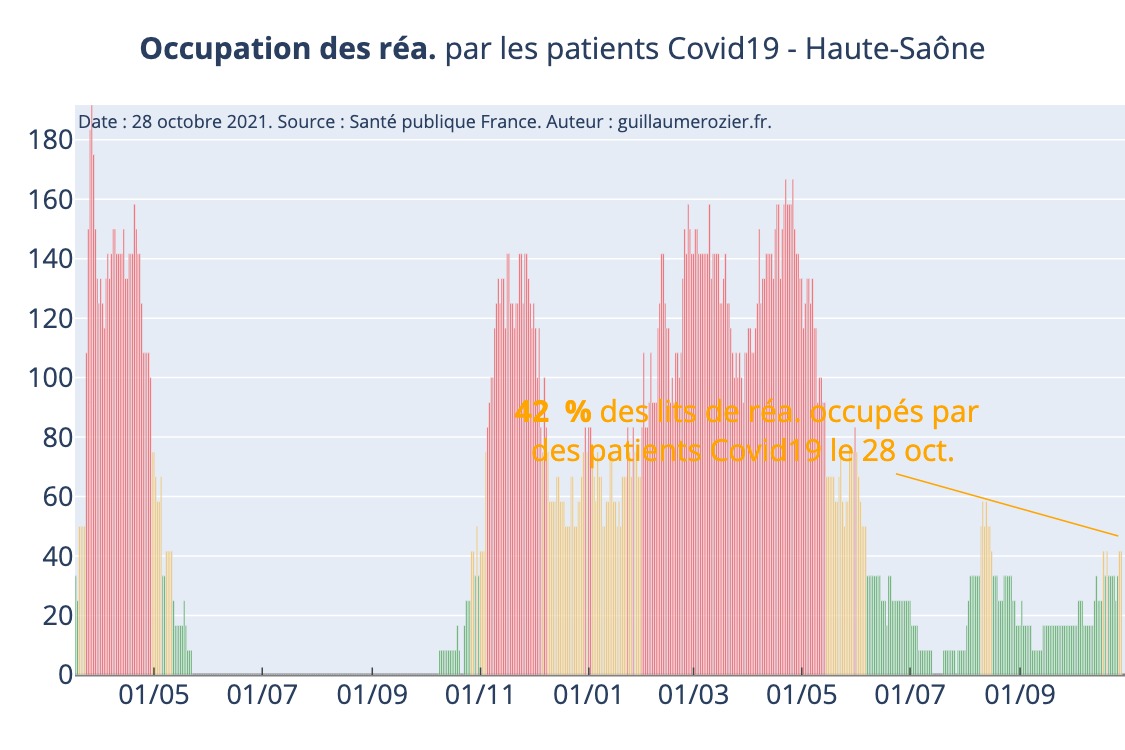 Occupation des réa. par les patients Covid19 - Haute-Saône
Date : 28 octobre 2021. Source : Santé publique France. Auteur : guillaumerozier.fr.
180
160
140
120
100
42 % des lits de réa. occupés par
80
des patients Covid19 le 28 oct.
60
40
20
0
01/05 01/07 01/09 01/11 01/01 01/03 01/05 01/07 01/09